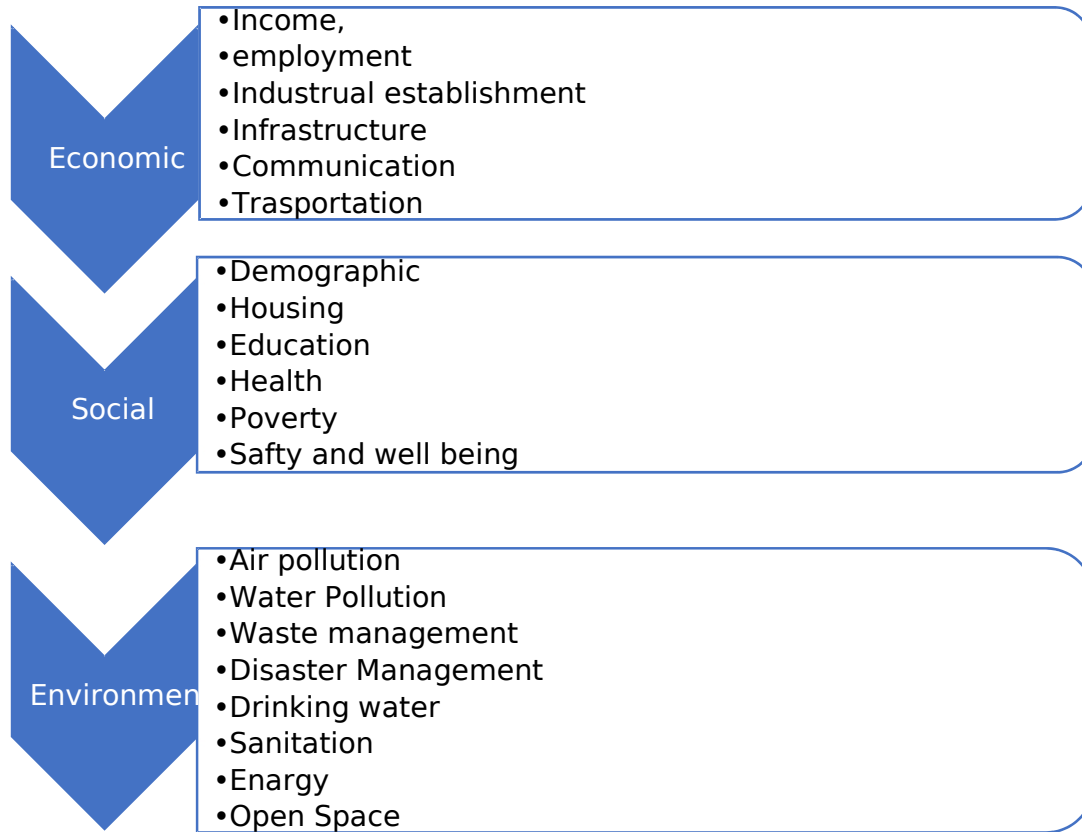 Economic
•Income,
•employment
•Industrual establishment
•Infrastructure
•Communication
•Trasportation
Social
•Demographic
•Housing
•Education
•Health
•Poverty
•Safty and well being
Environmen
•Air pollution
•Water Pollution
•Waste management
•Disaster Management
•Drinking water
•Sanitation
•Enargy
•Open Space